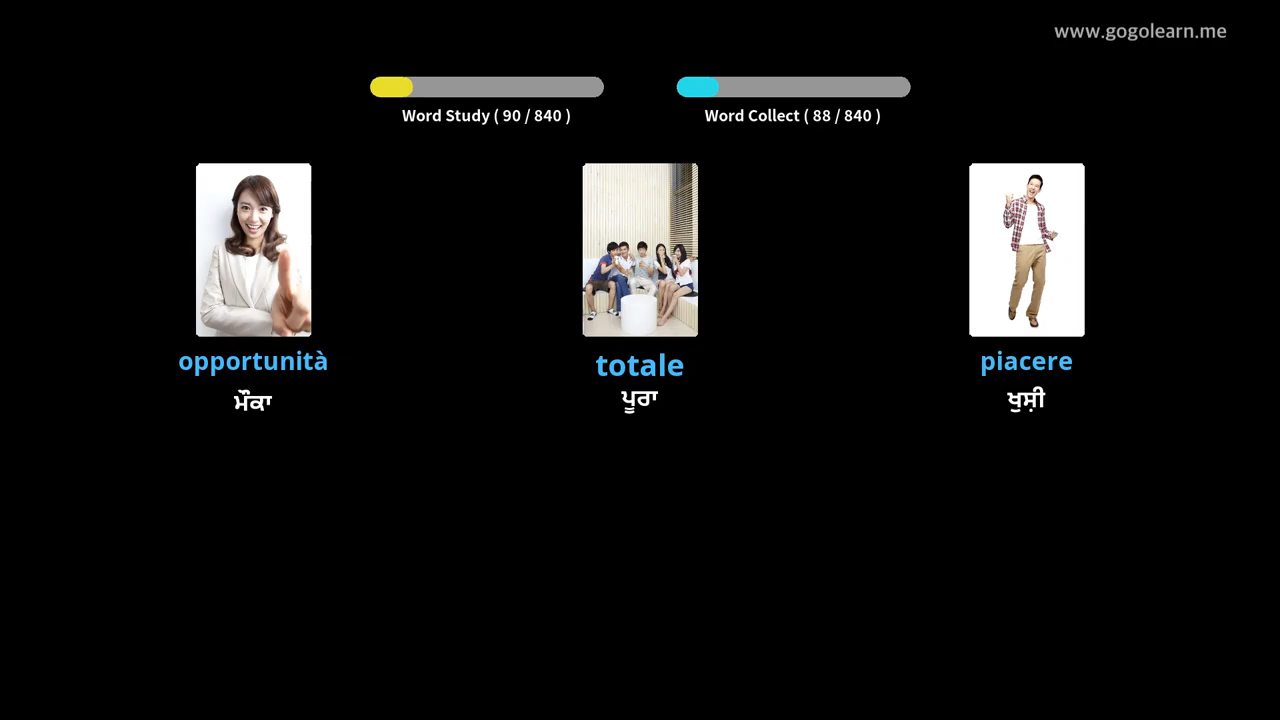 www.gogolearn.me
Word Study ( 90 / 840 )
Word Collect ( 88 / 840 )
opportunità
totale
piacere
ਮੌਕਾ
ਪੂਰਾ
ਖੁਸ਼ੀ